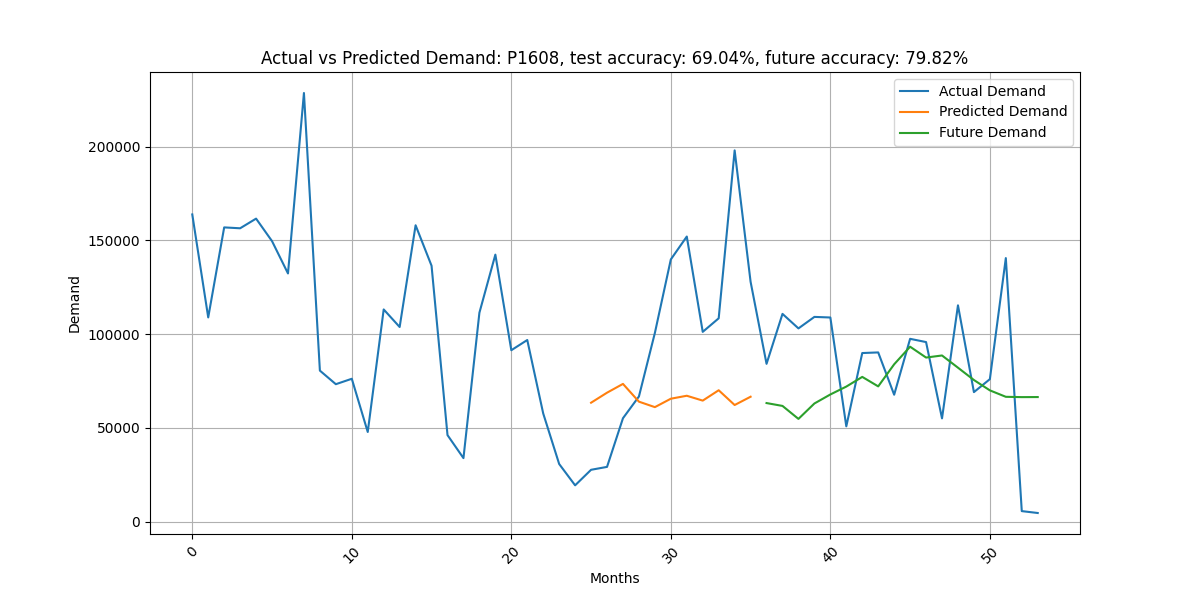 Actual vs Predicted Demand: P1608, test accuracy: 69.04%, future accuracy: 79.82%
Actual Demand
Predicted Demand
Future Demand
Demand
200000
150000
100000
50000
0
0
10
20
30
40
50
Months